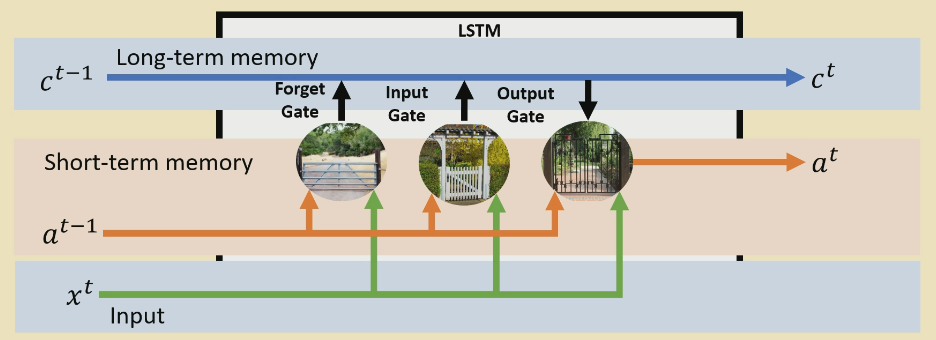 LSTM
Long-term memory
c^{t-1}
c^t
Forget
Gate
Input
Gate
Output
Gate
Short-term memory
a^t
a^{t-1}
x^t
Input